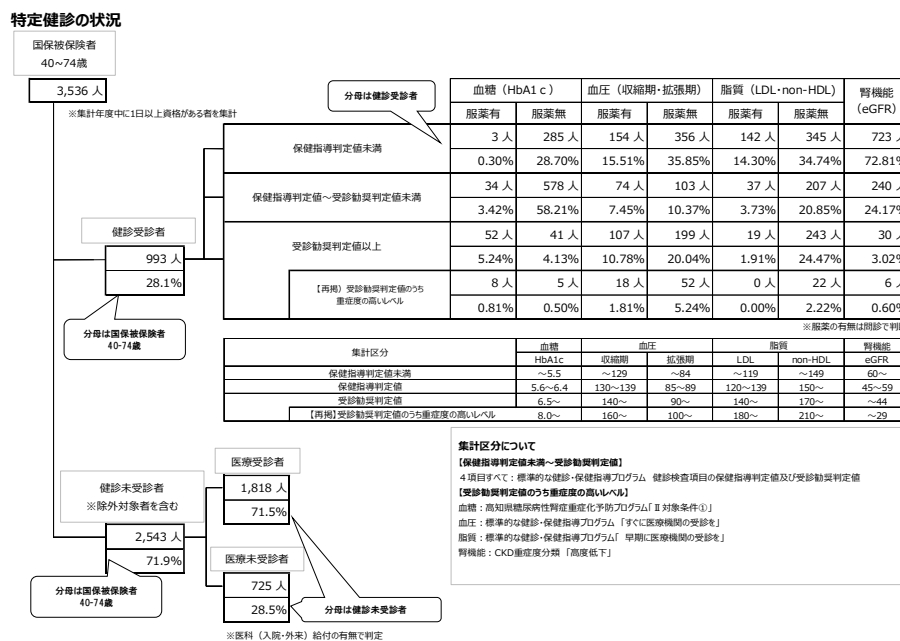 特定健診の状況
国保被保険者
40~74歳
3,536 人
※集計年度中に1日以上資格がある者を集計
分母は健診受診者
血糖（HbA1ｃ） 血圧（収縮期・拡張期） 脂質（LDL・non-HDL) 腎機能
(eGFR)
服薬有 服薬無 服薬有 服薬無 服薬有 服薬無
保健指導判定値未満
3 人 285 人 154 人 356 人 142 人 345 人 723
0.30% 28.70% 15.51% 35.85% 14.30% 34.74% 72.81%
保健指導判定値～受診勧奨判定値未満
34 人 578 人 74 人 103 人 37 人 207 人 240
3.42% 58.21% 7.45% 10.37% 3.73% 20.85% 24.17%
受診勧奨判定値以上
52 人 41 人 107 人 199 人 19 人 243 人 30
5.24% 4.13% 10.78% 20.04% 1.91% 24.47% 3.02%
【再掲】受診勧奨判定値のうち
重症度の高いレベル
8 人 5 人 18 人 52 人 0 人 22 人 6
0.81% 0.50% 1.81% 5.24% 0.00% 2.22% 0.60%
※服薬の有無は問診で判
健診受診者
993 人
28.1%
分母は国保被保険者
40-74歳
集計区分 血糖 血圧 脂質 腎機能
HbA1c 収縮期 拡張期 LDL non-HDL eGFR
保健指導判定値未満 ～5.5 ～129 ～84 ～119 ～149 60～
保健指導判定値 5.6～6.4 130～139 85～89 120～139 150～ 45～59
受診勧奨判定値 6.5～ 140～ 90～ 140～ 170～ ～44
【再掲】受診勧奨判定値のうち重症度の高いレベル 8.0～ 160～ 100～ 180～ 210～ ～29
集計区分について
【保健指導判定値未満～受診勧奨判定値】
４項目すべて：標準的な健診・保健指導プログラム 健診検査項目の保健指導判定値及び受診勧奨判定値
【受診勧奨判定値のうち重症度の高いレベル】
血糖：高知県糖尿病性腎症重症化予防プログラム「Ⅱ対象条件①」
血圧：標準的な健診・保健指導プログラム 「すぐに医療機関の受診を」
脂質：標準的な健診・保健指導プログラム「 早期に医療機関の受診を」
腎機能：CKD重症度分類 「高度低下」
健診未受診者
※除外対象者を含む
2,543 人
71.9%
分母は国保被保険者
40-74歳
医療受診者
1,818 人
71.5%
医療未受診者
725 人
28.5%
分母は健診未受診者
※医科（入院・外来）給付の有無で判定